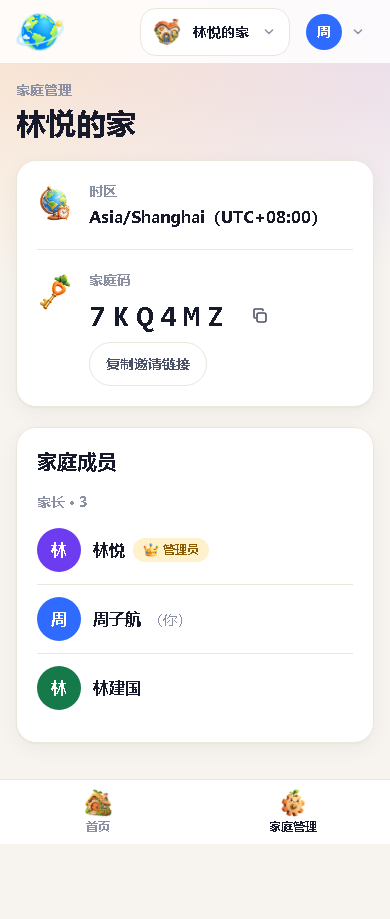 林悦的家
周
家庭管理
林悦的家
时区
Asia/Shanghai（UTC+08:00）
家庭码
7KQ4MZ
复制邀请链接
家庭成员
家长 • 3
林 林悦 管理员
周 周子航 （你）
林 林建国
首页
家庭管理